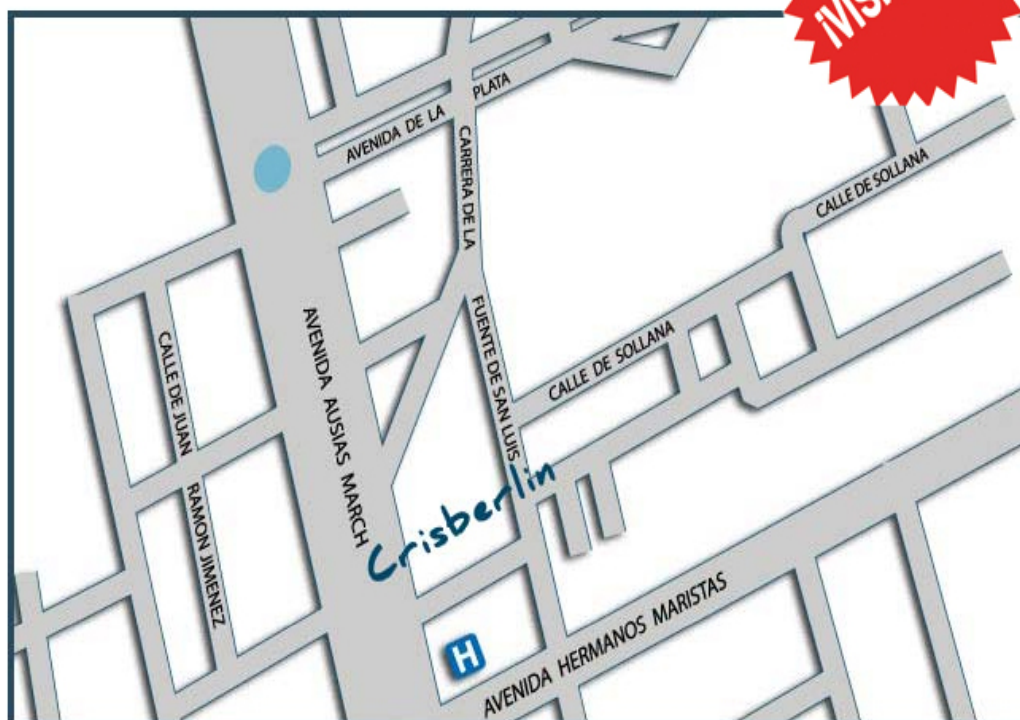 AVENIDA DE LA PLATA
CARRERA DE LA FUENTE DE SAN LUIS
CALLE DE SOLLANA
CALLE DE SOLLANA
CALLE DE JUAN RAMON JIMENEZ
AVENIDA AUSIAS MARCH
Crisberlin
H
AVENIDA HERMANOS MARISTAS